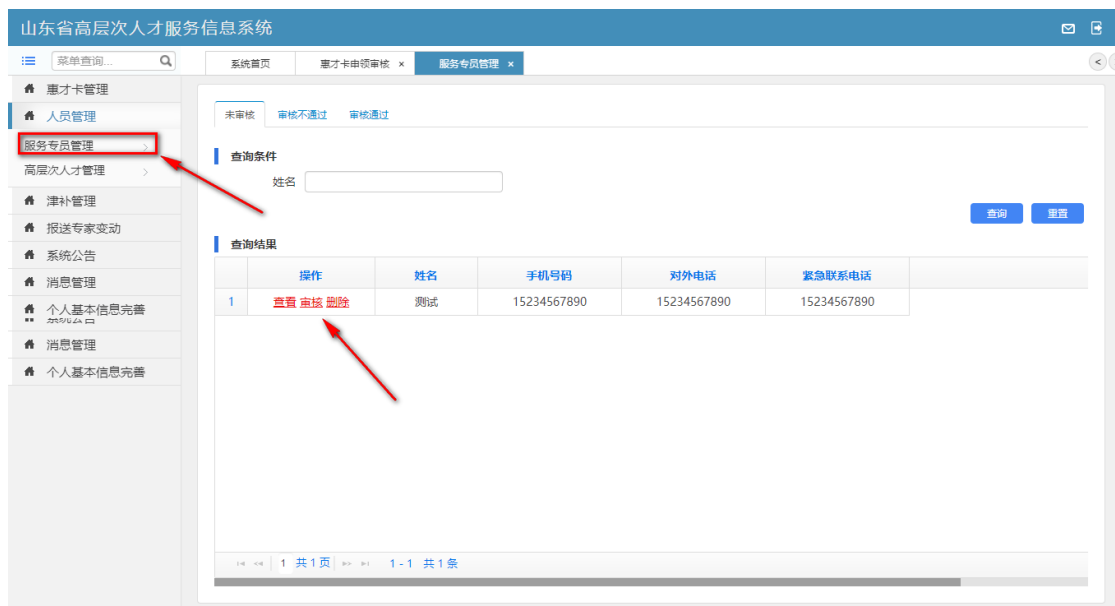 山东省高层次人才服务信息系统
菜单查询...
系统首页 惠才卡申领审核 × 服务专员管理 ×
惠才卡管理
人员管理
服务专员管理
高层次人才管理
津补管理
报送专家变动
系统公告
消息管理
个人基本信息完善
系统公告
消息管理
个人基本信息完善
未审核 审核不通过 审核通过
查询条件
姓名
查询 重置
查询结果
操作 姓名 手机号码 对外电话 紧急联系电话
1 查看 审核 删除 测试 15234567890 15234567890 15234567890
1 共1页 1-1 共1条